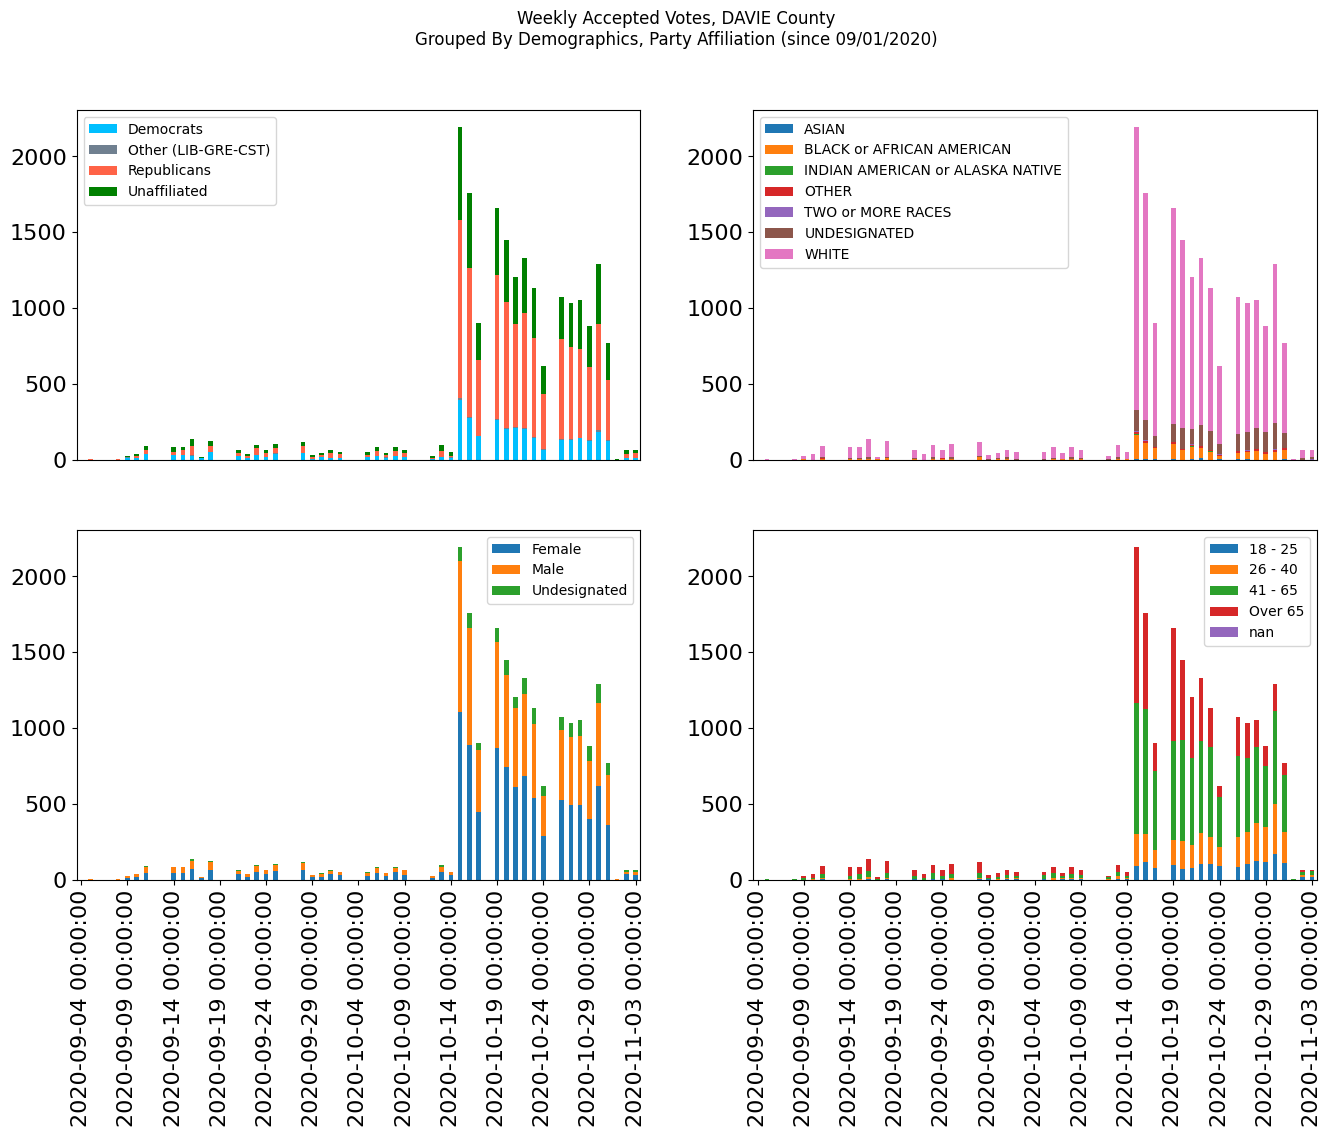 Weekly Accepted Votes, DAVIE County
Grouped By Demographics, Party Affiliation (since 09/01/2020)
2000
1500
1000
500
0
Democrats
Other (LIB-GRE-CST)
Republicans
Unaffiliated
2000
1500
1000
500
0
ASIAN
BLACK or AFRICAN AMERICAN
INDIAN AMERICAN or ALASKA NATIVE
OTHER
TWO or MORE RACES
UNDESIGNATED
WHITE
2000
1500
1000
500
0
Female
Male
Undesignated
2020-09-04 00:00:00
2020-09-09 00:00:00
2020-09-14 00:00:00
2020-09-19 00:00:00
2020-09-24 00:00:00
2020-09-29 00:00:00
2020-10-04 00:00:00
2020-10-09 00:00:00
2020-10-14 00:00:00
2020-10-19 00:00:00
2020-10-24 00:00:00
2020-10-29 00:00:00
2020-11-03 00:00:00
2000
1500
1000
500
0
18 - 25
26 - 40
41 - 65
Over 65
nan
2020-09-04 00:00:00
2020-09-09 00:00:00
2020-09-14 00:00:00
2020-09-19 00:00:00
2020-09-24 00:00:00
2020-09-29 00:00:00
2020-10-04 00:00:00
2020-10-09 00:00:00
2020-10-14 00:00:00
2020-10-19 00:00:00
2020-10-24 00:00:00
2020-10-29 00:00:00
2020-11-03 00:00:00